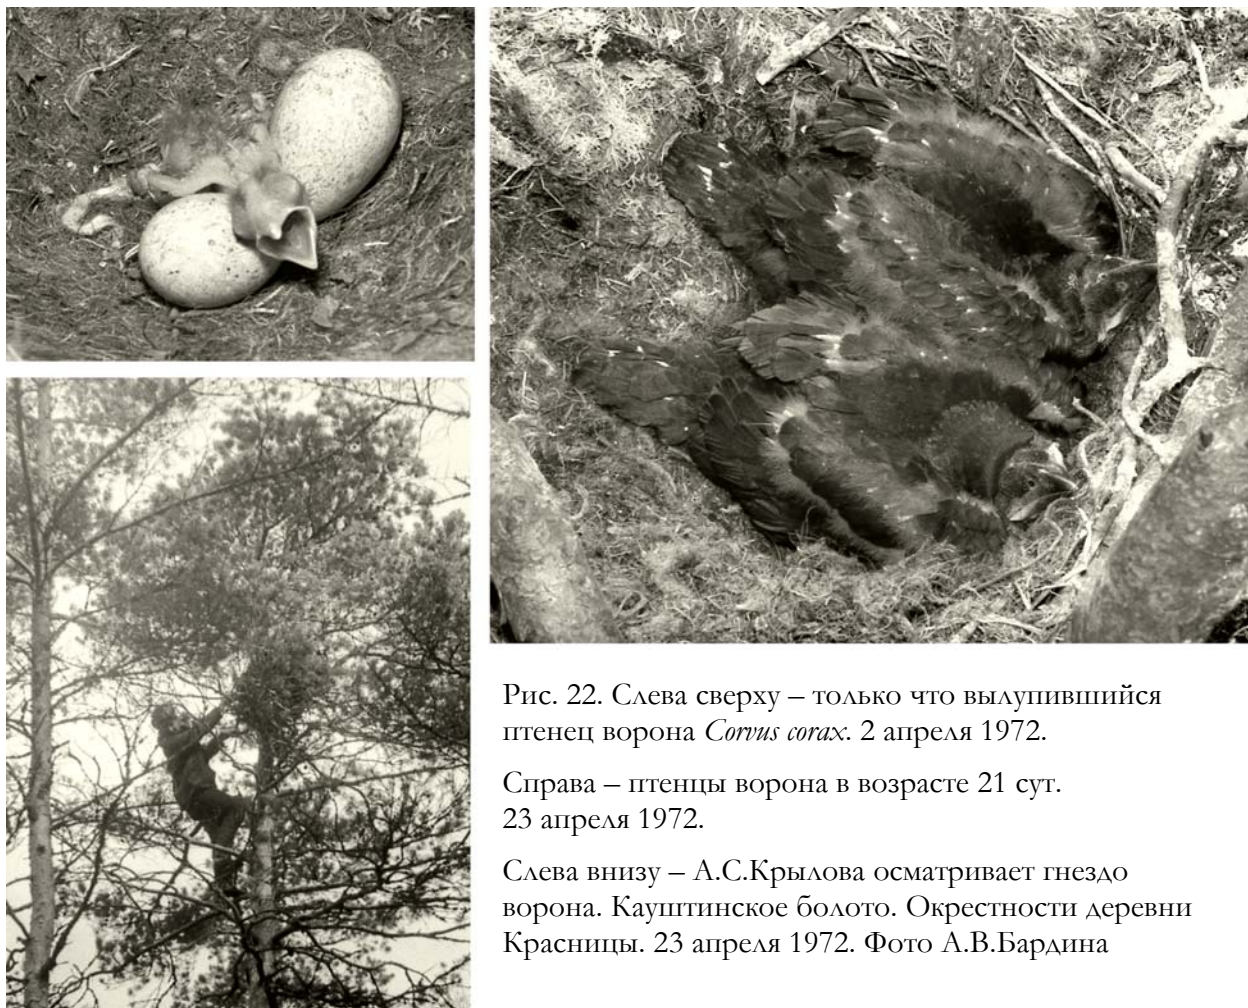 Рис. 22. Слева сверху – только что вылупившийся
птенец ворона Corvus corax. 2 апреля 1972.
Справа – птенцы ворона в возрасте 21 сут.
23 апреля 1972.
Слева внизу – А.С.Крылова осматривает гнездо
ворона. Кауштинское болото. Окрестности деревни
Красницы. 23 апреля 1972. Фото А.В.Бардина